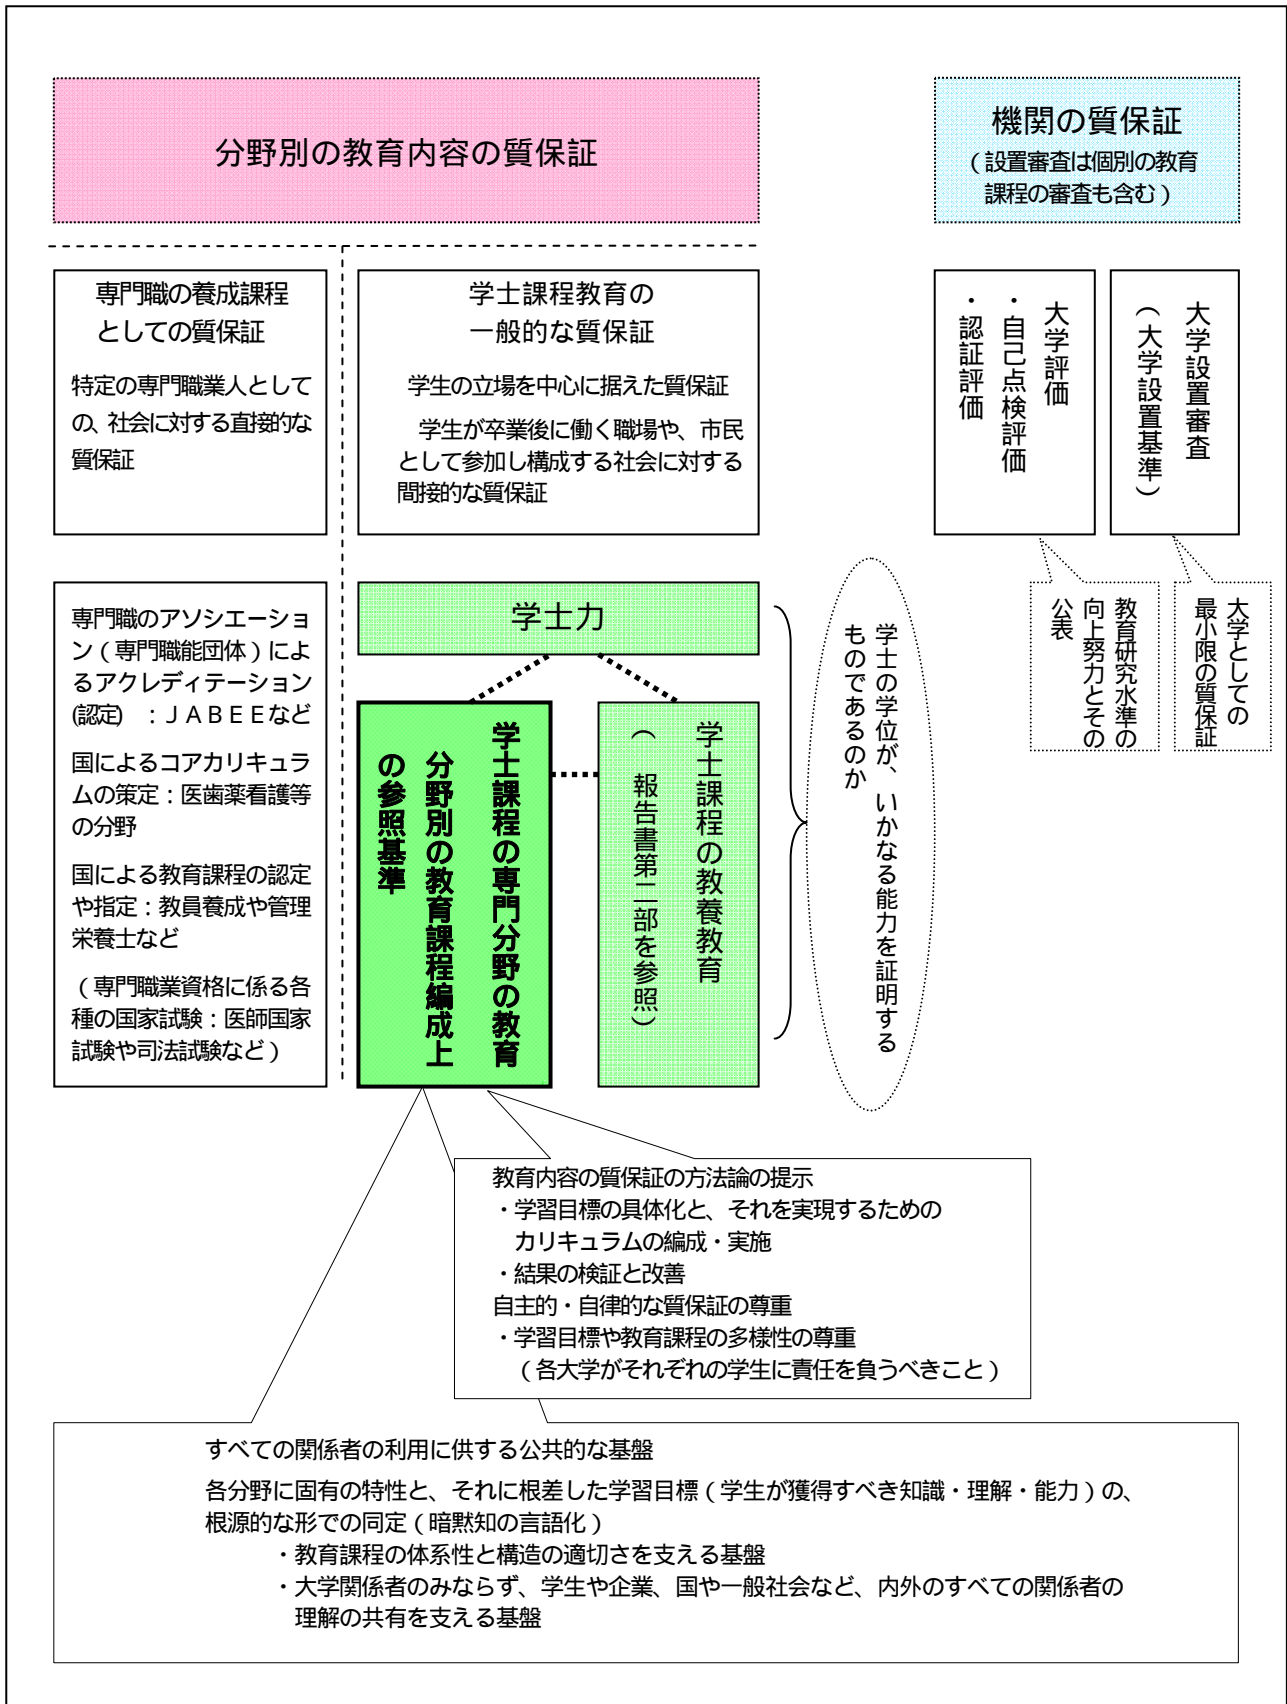 分野別の教育内容の質保証
機関の質保証
（設置審査は個別の教育
課程の審査も含む）
専門職の養成課程
としての質保証
特定の専門職業人として
の、社会に対する直接的な
質保証
学士課程教育の
一般的な質保証
学生の立場を中心に据えた質保証
学生が卒業後に働く職場や、市民
として参加し構成する社会に対する
間接的な質保証
大学設置審査
（大学設置基準）
大学評価
・自己点検評価
・認証評価
大学としての
最小限の質保証
教育研究水準の
向上努力とその
公表
専門職のアソシエーショ
ン（専門職能団体）によ
るアクレディテーション
(認定)　：ＪＡＢＥＥなど
国によるコアカリキュラ
ムの策定：医歯薬看護等
の分野
国による教育課程の認定
や指定：教員養成や管理
栄養士など
（専門職業資格に係る各
種の国家試験：医師国家
試験や司法試験など）
学士力
学士課程の専門分野の教育
分野別の教育課程編成上
の参照基準
学士課程の教養教育
（　報告書第二部を参照）
学士の学位が、いかなる能力を証明する
ものであるのか
教育内容の質保証の方法論の提示
・学習目標の具体化と、それを実現するための
カリキュラムの編成・実施
・結果の検証と改善
自主的・自律的な質保証の尊重
・学習目標や教育課程の多様性の尊重
（各大学がそれぞれの学生に責任を負うべきこと）
すべての関係者の利用に供する公共的な基盤
各分野に固有の特性と、それに根差した学習目標（学生が獲得すべき知識・理解・能力）の、
根源的な形での同定（暗黙知の言語化）
・教育課程の体系性と構造の適切さを支える基盤
・大学関係者のみならず、学生や企業、国や一般社会など、内外のすべての関係者の
理解の共有を支える基盤